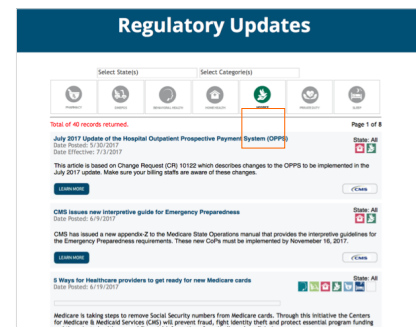 Regulatory Updates
Select State(s) Select Categorie(s)
PHARMACY BEHAVIORAL HEALTH HOME HEALTH HOSPICE SLEEP
Total of 40 records returned. Page 1 of 8
July 2017 Update of the Hospital Outpatient Prospective Payment System (OPPS) State: All
Date Posted: 5/30/2017
Date Effective: 7/3/2017
This article is based on Change Request (CR) 10122 which describes changes to the OPPS to be implemented in the
July 2017 update. Make sure your billing staffs are aware of these changes.
LEARN MORE CMS
CMS issues new interpretive guide for Emergency Preparedness State: All
Date Posted: 6/9/2017
CMS has issued a new appendix-Z to the Medicare State Operations manual that provides the interpretive guidelines for
the Emergency Preparedness requirements. These new CoPs must be implemented by Novemeber 16, 2017.
LEARN MORE CMS
5 Ways for Healthcare providers to get ready for new Medicare cards State: All
Date Posted: 6/19/2017
Medicare is taking steps to remove Social Security numbers from Medicare cards. Through this initiative the Centers
for Medicare & Medicaid Services (CMS) will prevent fraud, fight identity theft and protect essential program funding